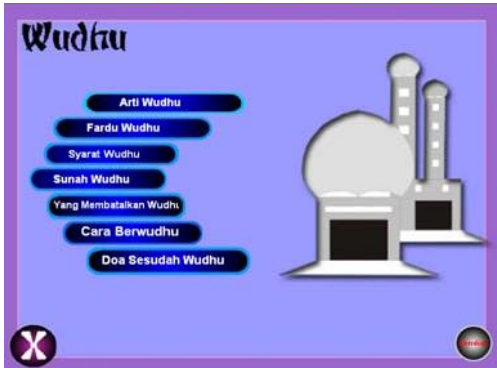 Wudhu
Arti Wudhu
Fardu Wudhu
Syarat Wudhu
Sunah Wudhu
Yang Membatalkan Wudhu
Cara Berwudhu
Doa Sesudah Wudhu
X